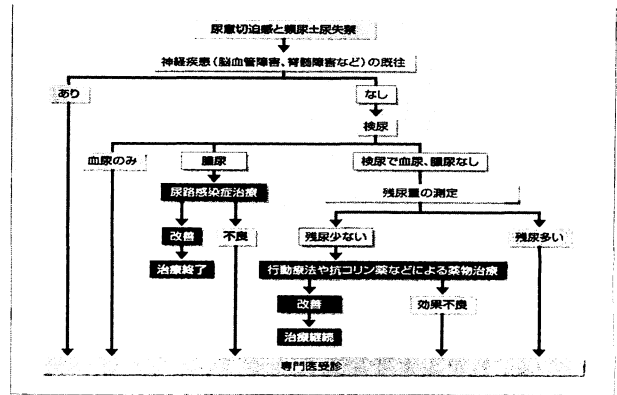 尿意切迫感と頻尿±尿失禁
神経疾患(脳血管障害、脊髄障害など)の既往
あり
なし
検尿
血尿のみ
膿尿
検尿で血尿、膿尿なし
尿路感染症治療
残尿量の測定
改善
不良
残尿少ない
残尿多い
治療終了
行動療法や抗コリン薬などによる薬物治療
改善
効果不良
治療継続
専門医受診